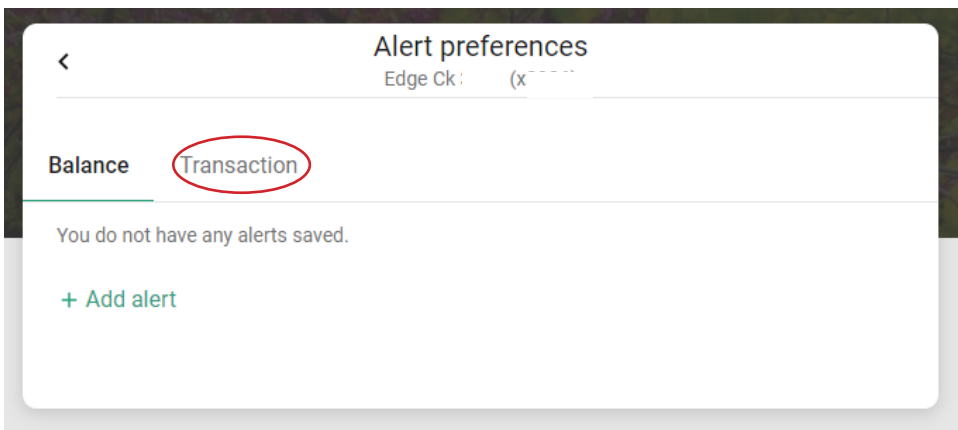 Alert preferences
Edge Ck
Balance Transaction
You do not have any alerts saved.
+ Add alert